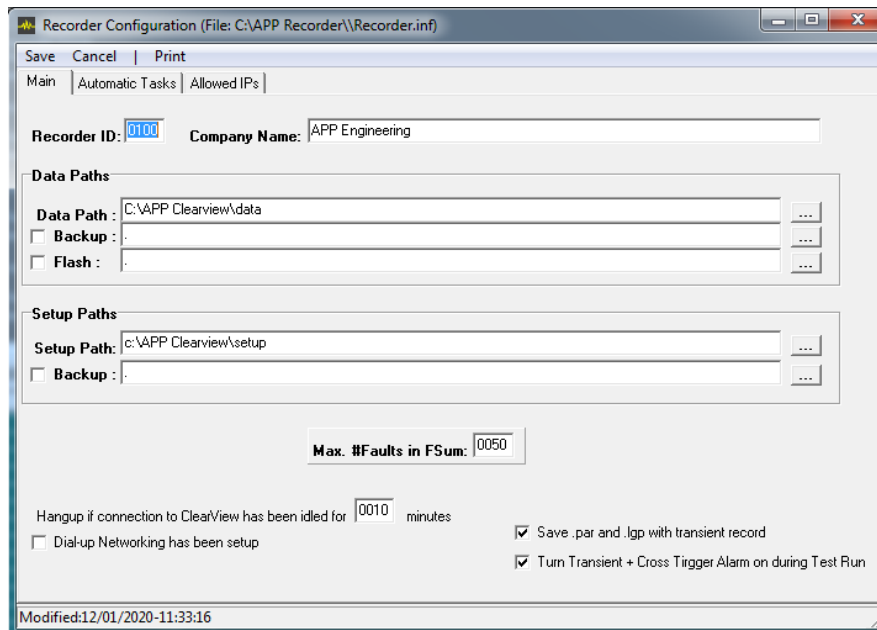 Recorder Configuration (File: C:\APP Recorder\\Recorder.inf)
Save Cancel | Print
Main Automatic Tasks Allowed IPs
Recorder ID: 0100 Company Name: APP Engineering
Data Paths
Data Path : C:\APP Clearview\data ...
Backup : . ...
Flash : . ...
Setup Paths
Setup Path: c:\APP Clearview\setup ...
Backup : . ...
Max. #Faults in FSum: 0050
Hangup if connection to ClearView has been idled for 0010 minutes
Save .par and .lgp with transient record
Dial-up Networking has been setup
Turn Transient + Cross Tirgger Alarm on during Test Run
Modified:12/01/2020-11:33:16